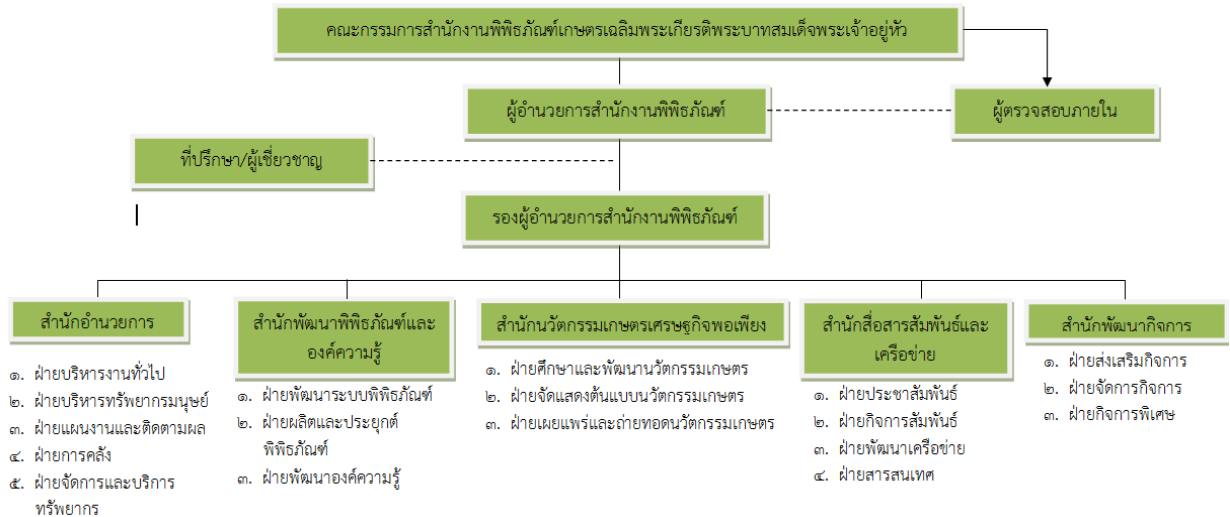 คณะกรรมการสำนักงานพิพิธภัณฑ์เกษตรเฉลิมพระเกียรติพระบาทสมเด็จพระเจ้าอยู่หัว
ผู้อำนวยการสำนักงานพิพิธภัณฑ์
ผู้ตรวจสอบภายใน
ที่ปรึกษา/ผู้เชี่ยวชาญ
รองผู้อำนวยการสำนักงานพิพิธภัณฑ์
สำนักอำนวยการ
๑. ฝ่ายบริหารงานทั่วไป
๒. ฝ่ายบริหารทรัพยากรมนุษย์
๓. ฝ่ายแผนงานและติดตามผล
๔. ฝ่ายการคลัง
๕. ฝ่ายจัดการและบริการ
ทรัพยากร
สำนักพัฒนาพิพิธภัณฑ์และ
องค์ความรู้
๑. ฝ่ายพัฒนาระบบพิพิธภัณฑ์
๒. ฝ่ายผลิตและประยุกต์
พิพิธภัณฑ์
๓. ฝ่ายพัฒนาองค์ความรู้
สำนักนวัตกรรมเกษตรเศรษฐกิจพอเพียง
๑. ฝ่ายศึกษาและพัฒนานวัตกรรมเกษตร
๒. ฝ่ายจัดแสดงต้นแบบนวัตกรรมเกษตร
๓. ฝ่ายเผยแพร่และถ่ายทอดนวัตกรรมเกษตร
สำนักสื่อสารสัมพันธ์และ
เครือข่าย
๑. ฝ่ายประชาสัมพันธ์
๒. ฝ่ายกิจการสัมพันธ์
๓. ฝ่ายพัฒนาเครือข่าย
๔. ฝ่ายสารสนเทศ
สำนักพัฒนากิจการ
๑. ฝ่ายส่งเสริมกิจการ
๒. ฝ่ายจัดการกิจการ
๓. ฝ่ายกิจการพิเศษ